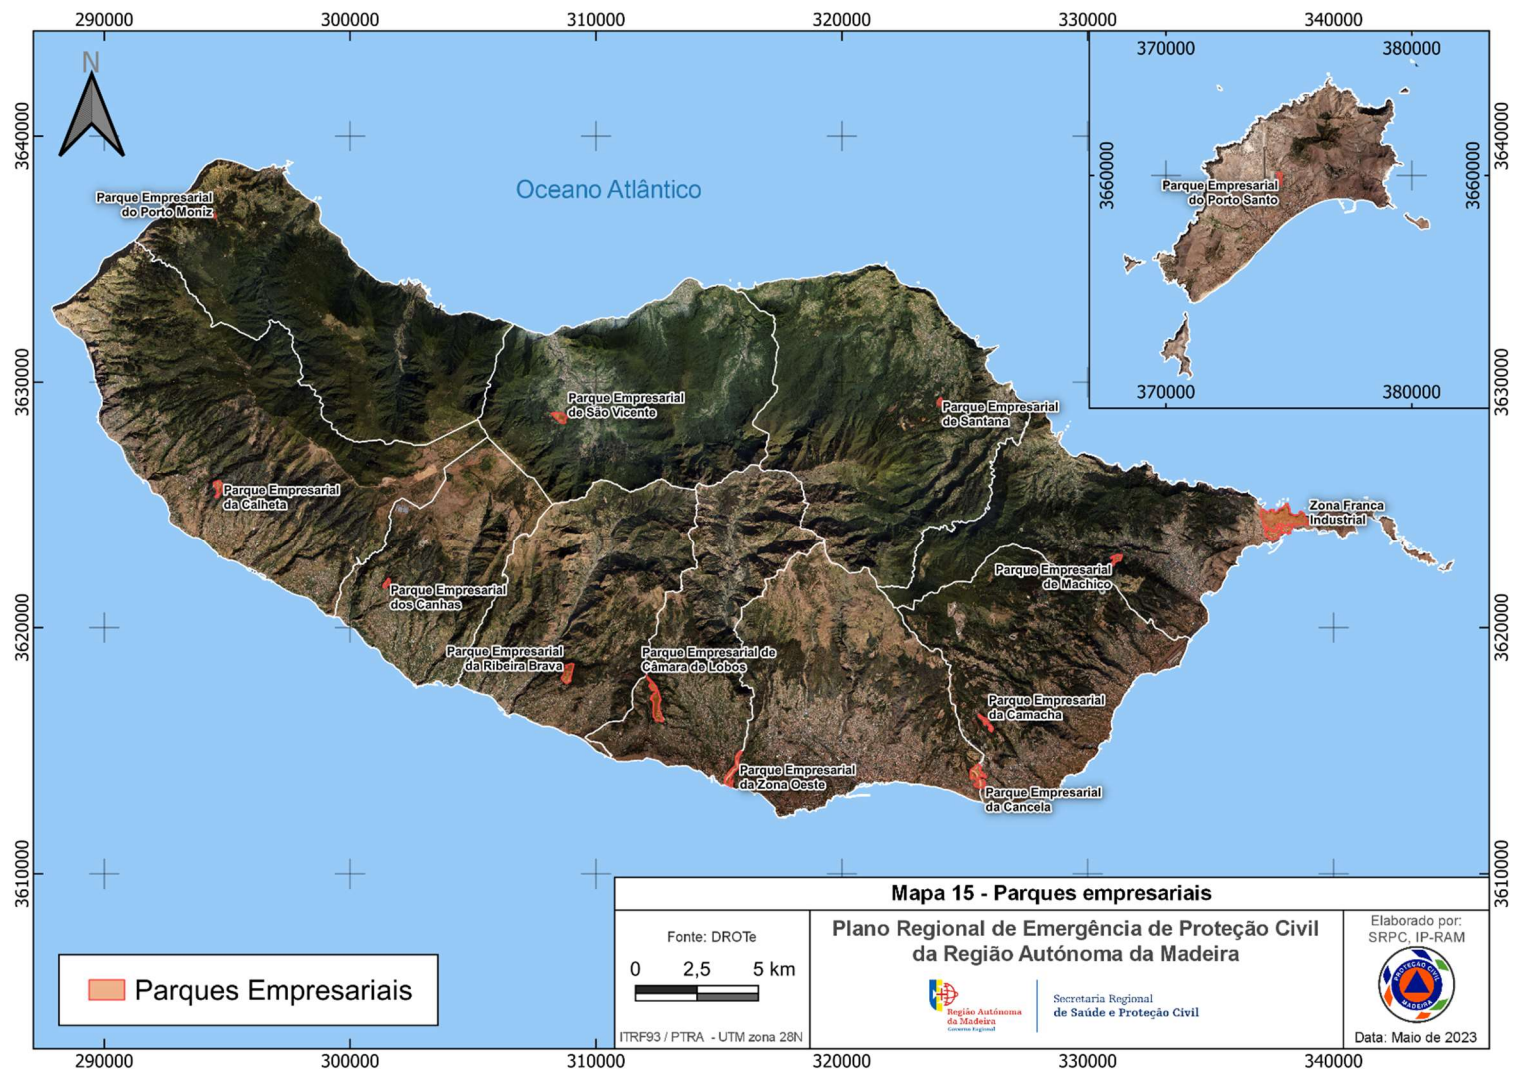 290000
300000
310000
320000
330000
340000
370000
380000
N
3640000
3640000
Oceano Atlântico
3660000
3660000
Parque Empresarial
do Porto Santo
Parque Empresarial
do Porto Moniz
3630000
3630000
370000
380000
Parque Empresarial
de São Vicente
Parque Empresarial
de Santana
Parque Empresarial
da Calheta
Zona Franca
Industrial
Parque Empresarial
de Machico
Parque Empresarial
dos Canhas
3620000
3620000
Parque Empresarial
da Ribeira Brava
Parque Empresarial de
Câmara de Lobos
Parque Empresarial
da Camacha
Parque Empresarial
da Zona Oeste
Parque Empresarial
da Cancela
3610000
3610000
Mapa 15 - Parques empresariais
Fonte: DROTe
0 2,5 5 km
ITRF93 / PTRA - UTM zona 28N
Plano Regional de Emergência de Proteção Civil
da Região Autónoma da Madeira
Região Autónoma
da Madeira
Governo Regional
Secretaria Regional
de Saúde e Proteção Civil
Elaborado por:
SRPC, IP-RAM
PROTEÇÃO CIVIL
MADEIRA
Data: Maio de 2023
Parques Empresariais
290000
300000
310000
320000
330000
340000